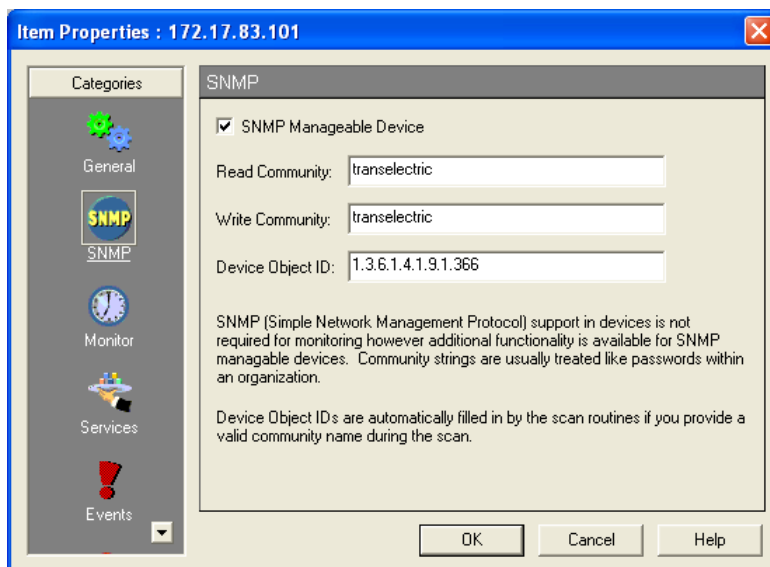 Item Properties : 172.17.83.101
Categories
General
SNMP
SNMP
Monitor
Services
Events
SNMP
SNMP Manageable Device
Read Community: transelectric
Write Community: transelectric
Device Object ID: 1.3.6.1.4.1.9.1.366
SNMP (Simple Network Management Protocol) support in devices is not
required for monitoring however additional functionality is available for SNMP
managable devices. Community strings are usually treated like passwords within
an organization.
Device Object IDs are automatically filled in by the scan routines if you provide a
valid community name during the scan.
OK Cancel Help